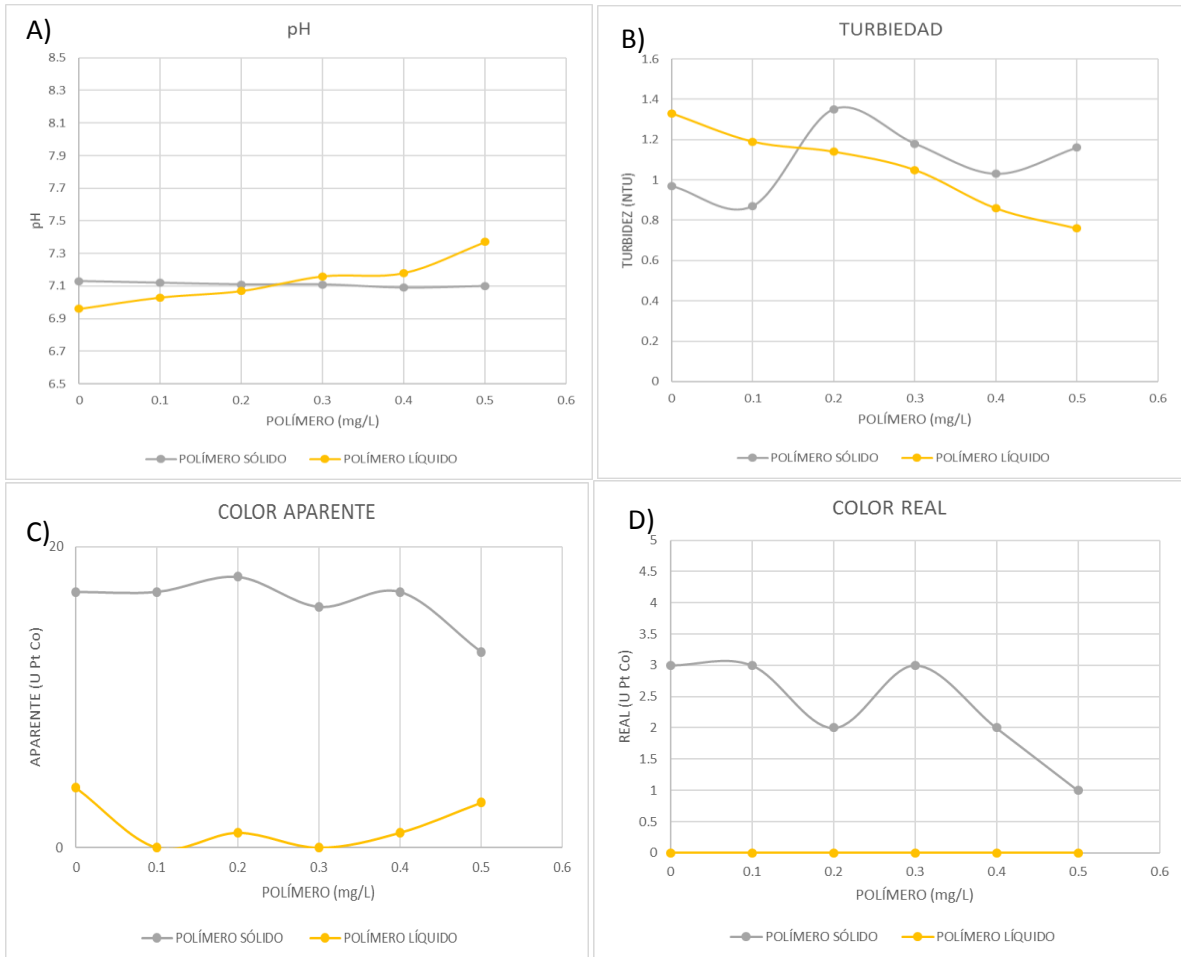 A)
pH
8.5
8.3
8.1
7.9
7.7
7.5
7.3
7.1
6.9
6.7
6.5
pH
0 0.1 0.2 0.3 0.4 0.5 0.6
POLÍMERO (mg/L)
POLÍMERO SÓLIDO POLÍMERO LÍQUIDO
B)
TURBIEDAD
1.6
1.4
1.2
1
0.8
0.6
0.4
0.2
0
TURBIDEZ (NTU)
0 0.1 0.2 0.3 0.4 0.5 0.6
POLÍMERO (mg/L)
POLÍMERO SÓLIDO POLÍMERO LÍQUIDO
C)
COLOR APARENTE
20
0
APARENTE (U Pt Co)
0 0.1 0.2 0.3 0.4 0.5 0.6
POLÍMERO (mg/L)
POLÍMERO SÓLIDO POLÍMERO LÍQUIDO
D)
COLOR REAL
5
4.5
4
3.5
3
2.5
2
1.5
1
0.5
0
REAL (U Pt Co)
0 0.1 0.2 0.3 0.4 0.5 0.6
POLÍMERO (mg/L)
POLÍMERO SÓLIDO POLÍMERO LÍQUIDO